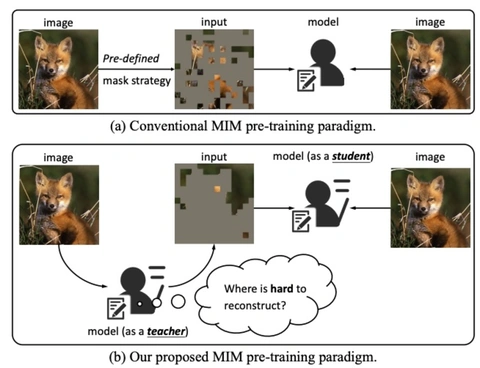 image
input
model
image
Pre-defined
mask strategy
(a) Conventional MIM pre-training paradigm.
image
input
model (as a student)
image
Where is hard to
reconstruct?
model (as a teacher)
(b) Our proposed MIM pre-training paradigm.